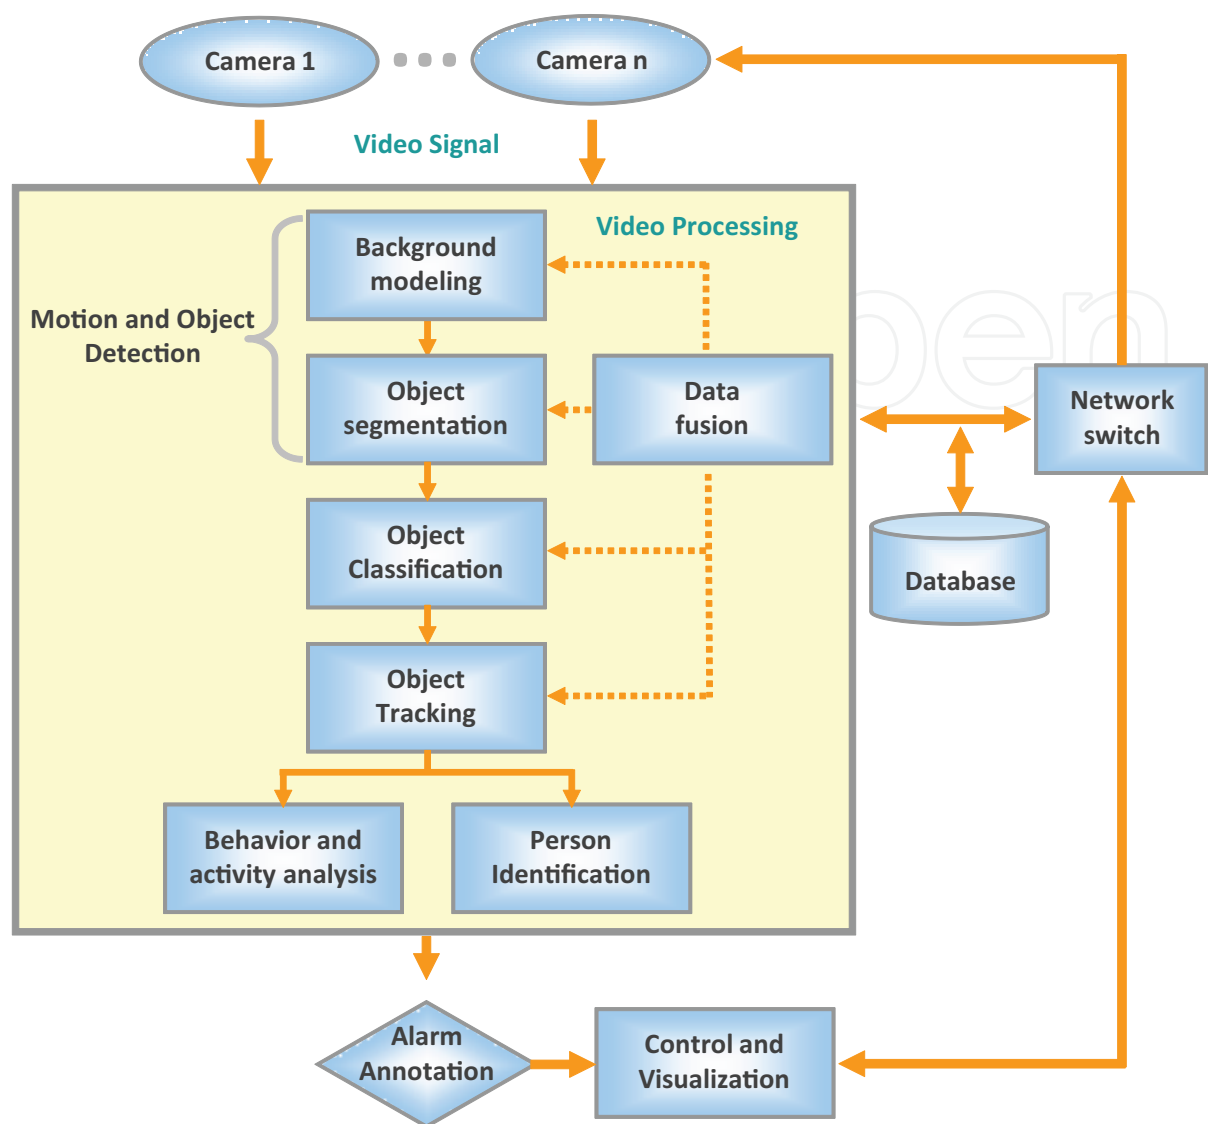 Camera 1
Camera n
Video Signal
Video Processing
Background
modeling
Motion and Object
Detection
Object
segmentation
Data
fusion
Network
switch
Object
Classification
Database
Object
Tracking
Behavior and
activity analysis
Person
Identification
Alarm
Annotation
Control and
Visualization